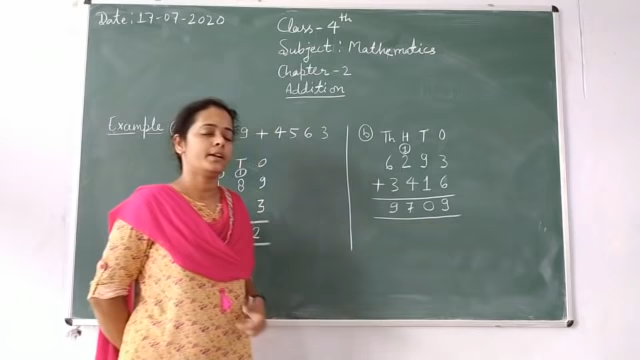 Date: 17-07-2020
Class - 4th
Subject: Mathematics
Chapter - 2
Addition
Example
9 + 4563
T O
1
8 9
3
2
(b) Th H T O
1
6 2 9 3
+ 3 4 1 6
9 7 0 9